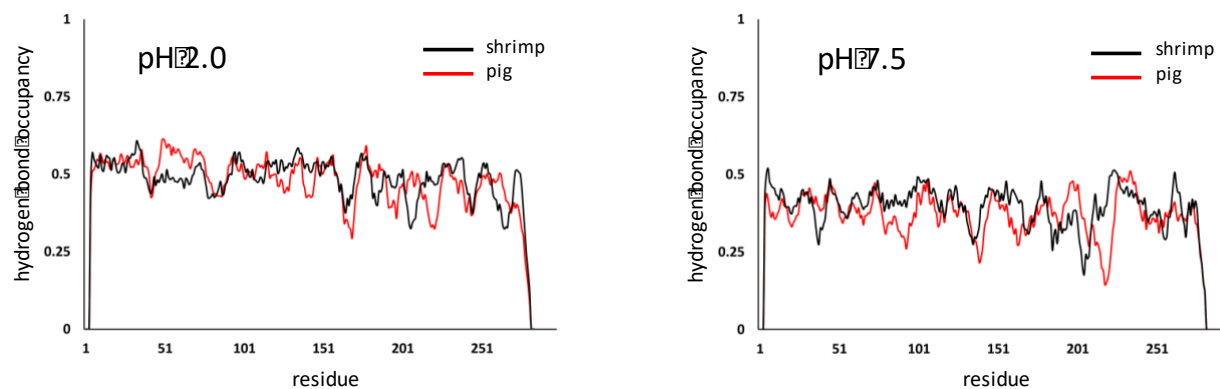 1
0.75
0.5
0.25
0
hydrogen�bond�occupancy
pH�2.0
shrimp
pig
1 51 101 151 201 251
residue
1
0.75
0.5
0.25
0
hydrogen�bond�occupancy
pH�7.5
shrimp
pig
1 51 101 151 201 251
residue